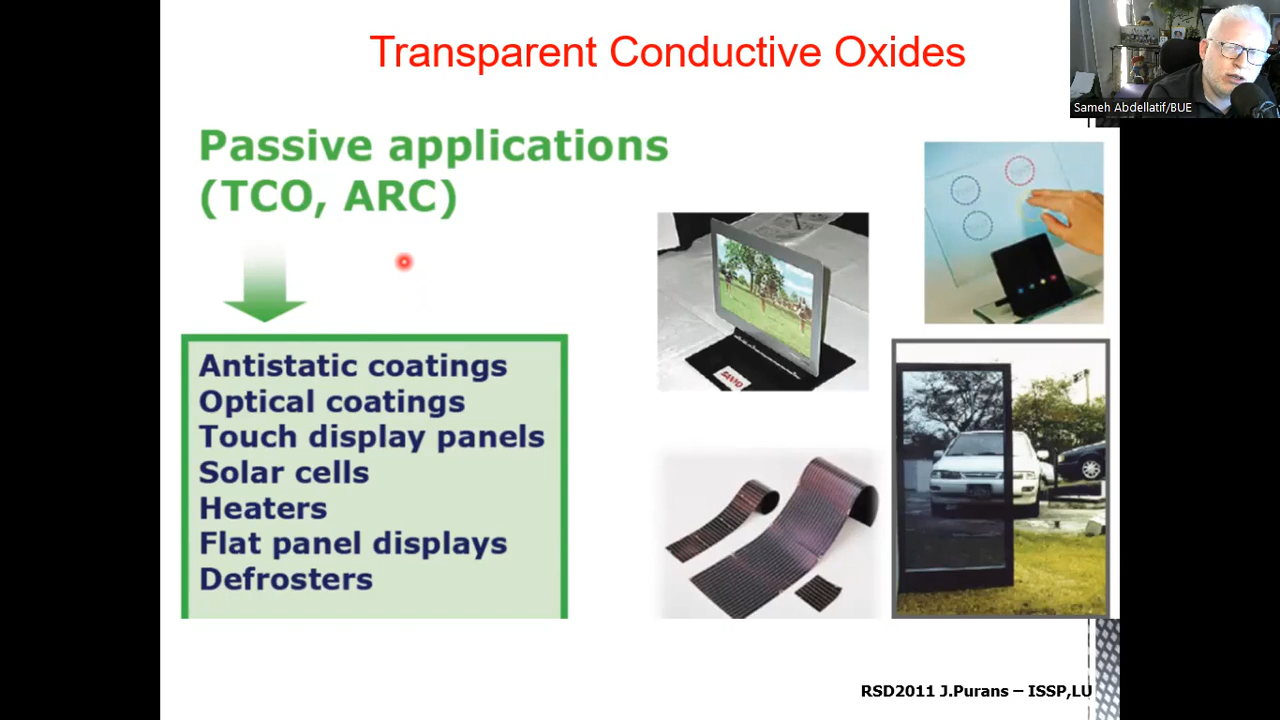 Transparent Conductive Oxides
Sameh Abdellatif/BUE
Passive applications
(TCO, ARC)
Antistatic coatings
Optical coatings
Touch display panels
Solar cells
Heaters
Flat panel displays
Defrosters
SANYO
RSD2011 J.Purans – ISSP,LU